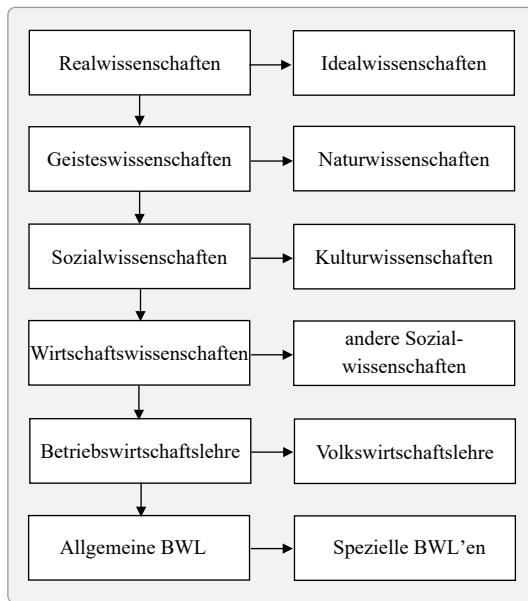 Realwissenschaften
Idealwissenschaften
Geisteswissenschaften
Naturwissenschaften
Sozialwissenschaften
Kulturwissenschaften
Wirtschaftswissenschaften
andere Sozial-
wissenschaften
Betriebswirtschaftslehre
Volkswirtschaftslehre
Allgemeine BWL
Spezielle BWL’en